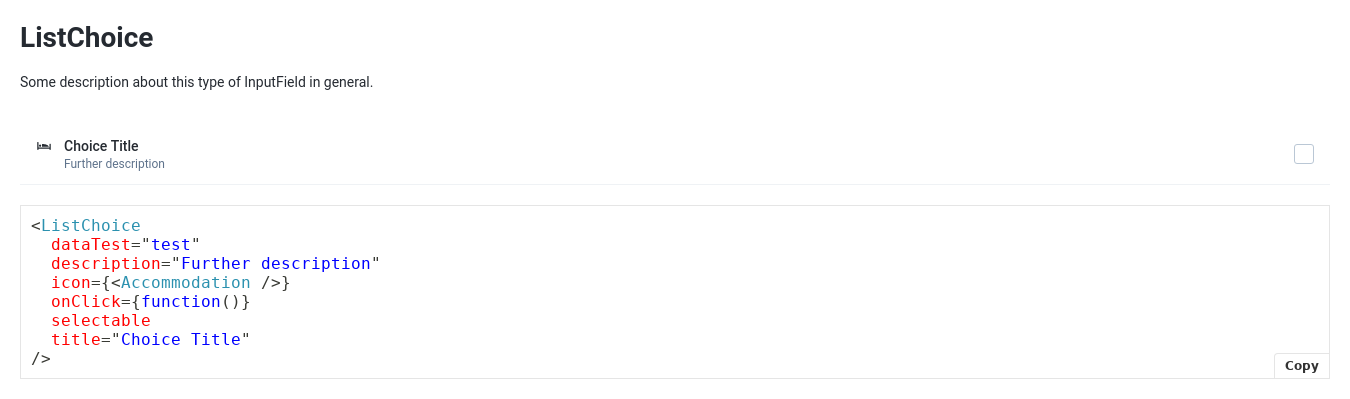 ListChoice
Some description about this type of InputField in general.
Choice Title
Further description
<ListChoice
  dataTest="test"
  description="Further description"
  icon={<Accommodation />}
  onClick={function()}
  selectable
  title="Choice Title"
/>
Copy